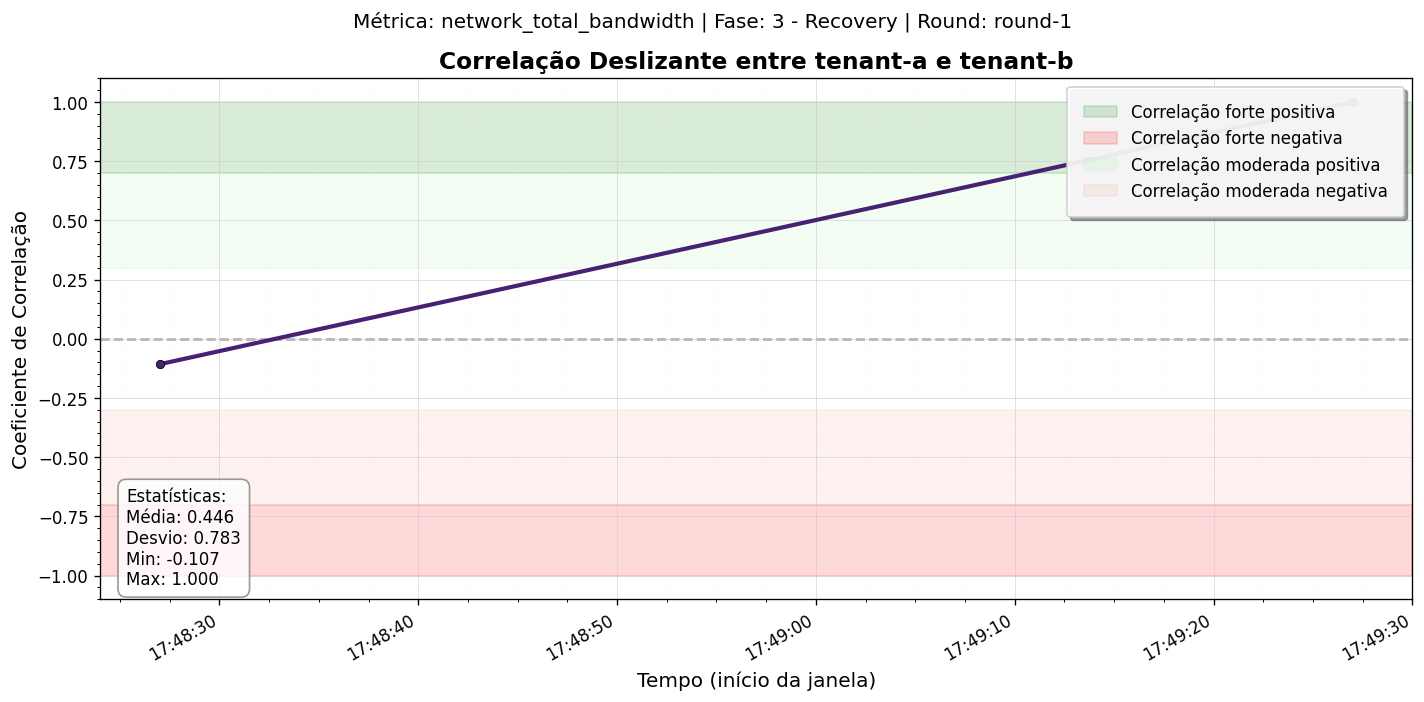 Métrica: network_total_bandwidth | Fase: 3 - Recovery | Round: round-1
Correlação Deslizante entre tenant-a e tenant-b
Correlação forte positiva
Correlação forte negativa
Correlação moderada positiva
Correlação moderada negativa
Coeficiente de Correlação
1.00
0.75
0.50
0.25
0.00
−0.25
−0.50
−0.75
−1.00
Estatísticas:
Média: 0.446
Desvio: 0.783
Min: -0.107
Max: 1.000
17:48:30
17:48:40
17:48:50
17:49:00
17:49:10
17:49:20
17:49:30
Tempo (início da janela)